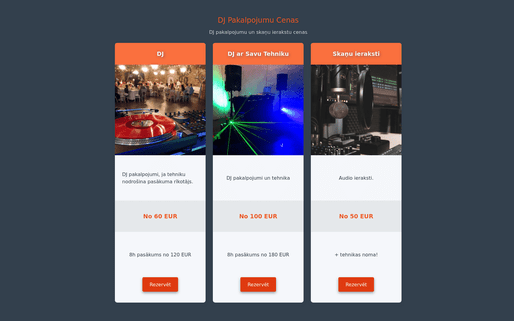 DJ Pakalpojumu Cenas
DJ pakalpojumi un skaņu ierakstu cenas
DJ
DJ ar Savu Tehniku
Skaņu ieraksti
DJ pakalpojumi, ja tehniku
nodrošina pasākuma rīkotājs.
DJ pakalpojumi un tehnika
Audio ieraksti.
No 60 EUR
No 100 EUR
No 50 EUR
8h pasākums no 120 EUR
8h pasākums no 180 EUR
+ tehnikas noma!
Rezervēt
Rezervēt
Rezervēt